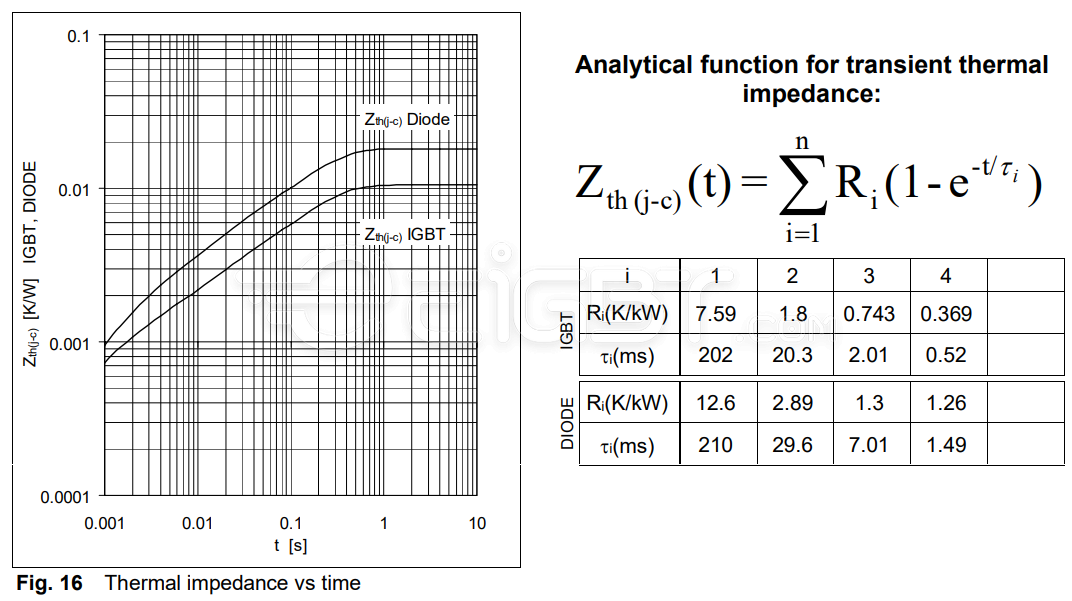 0.1
0.01
0.001
0.0001
Zth(j-c) [K/W] IGBT, DIODE
Zth(j-c) Diode
Zth(j-c) IGBT
0.001 0.01 0.1 1 10
t [s]
Fig. 16 Thermal impedance vs time
Analytical function for transient thermal
impedance:
n
Zth (j-c) (t) = ∑ Ri (1 - e^-t/τi )
i=1
i 1 2 3 4
IGBT
Ri(K/kW) 7.59 1.8 0.743 0.369
τi(ms) 202 20.3 2.01 0.52
DIODE
Ri(K/kW) 12.6 2.89 1.3 1.26
τi(ms) 210 29.6 7.01 1.49
eIGBT.com